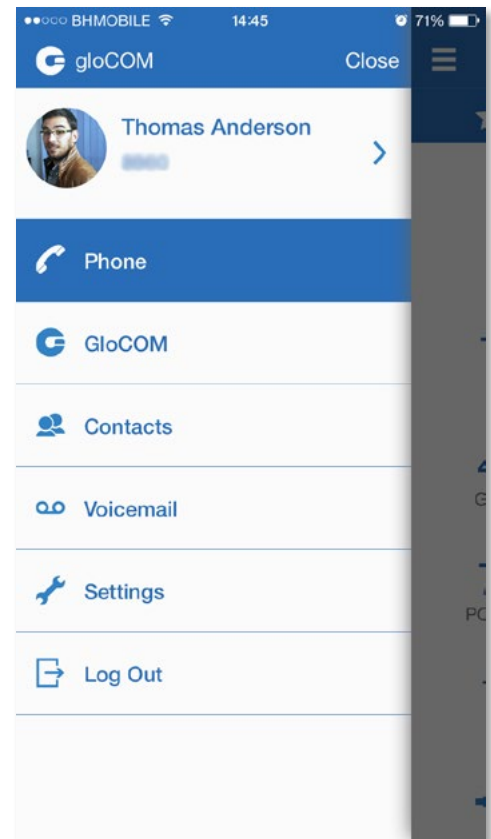 BHMOBILE 14:45 71%
gloCOM Close
Thomas Anderson
Phone
GloCOM
Contacts
Voicemail
Settings
Log Out